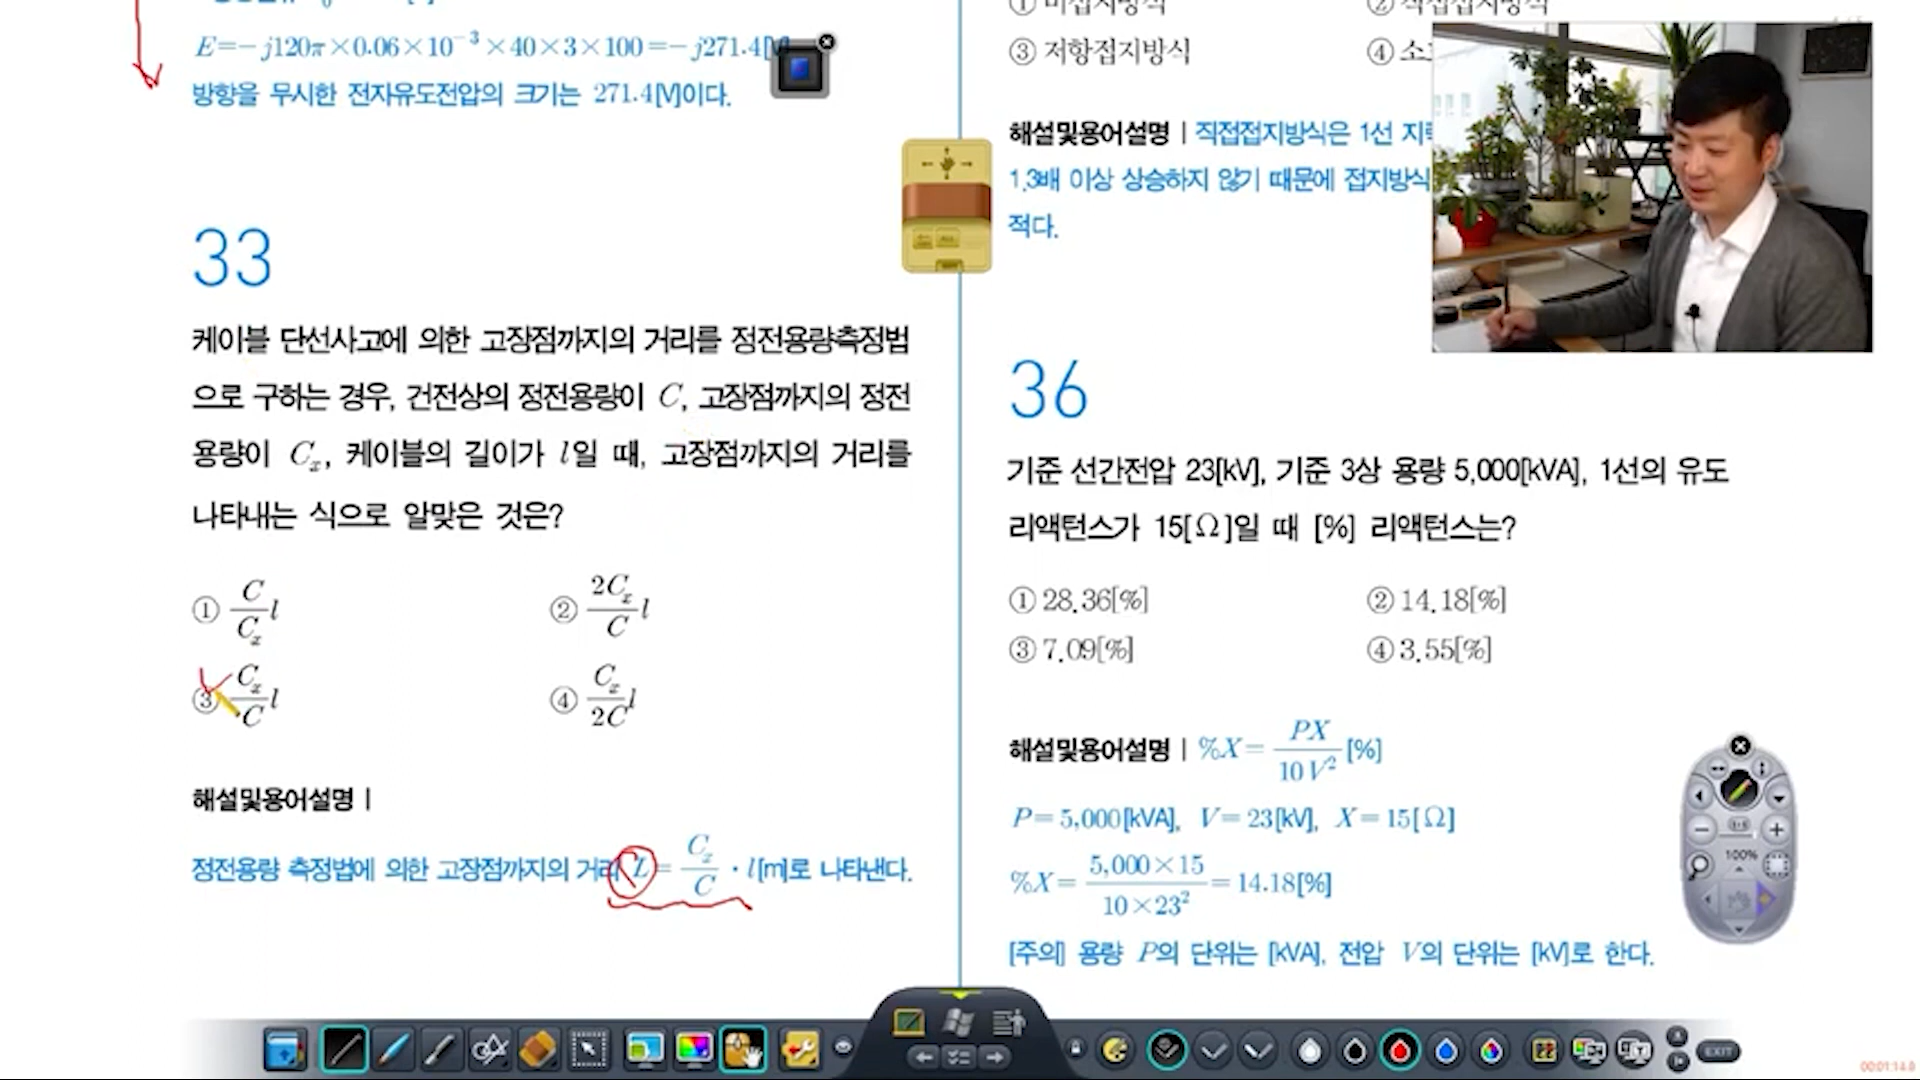 E=-j120π×0.06×10⁻³×40×3×100=-j271.4[V]
방향을 무시한 전자유도전압의 크기는 271.4[V]이다.
33
케이블 단선사고에 의한 고장점까지의 거리를 정전용량측정법
으로 구하는 경우, 건전상의 정전용량이 C, 고장점까지의 정전
용량이 Cₓ, 케이블의 길이가 l일 때, 고장점까지의 거리를
나타내는 식으로 알맞은 것은?
① C/Cₓ l ② 2Cₓ/C l
③ Cₓ/C l ④ Cₓ/2C l
해설및용어설명 |
정전용량 측정법에 의한 고장점까지의 거리 L= Cₓ/C · l[m]로 나타낸다.
③ 저항접지방식 ④ 소
해설및용어설명 | 직접접지방식은 1선 지
1.3배 이상 상승하지 않기 때문에 접지방식
적다.
36
기준 선간전압 23[kV], 기준 3상 용량 5,000[kVA], 1선의 유도
리액턴스가 15[Ω]일 때 [%] 리액턴스는?
① 28.36[%] ② 14.18[%]
③ 7.09[%] ④ 3.55[%]
해설및용어설명 | %X= PX/10V² [%]
P=5,000[kVA], V=23[kV], X=15[Ω]
%X= 5,000×15/10×23² =14.18[%]
[주의] 용량 P의 단위는 [kVA], 전압 V의 단위는 [kV]로 한다.
100%
EXIT